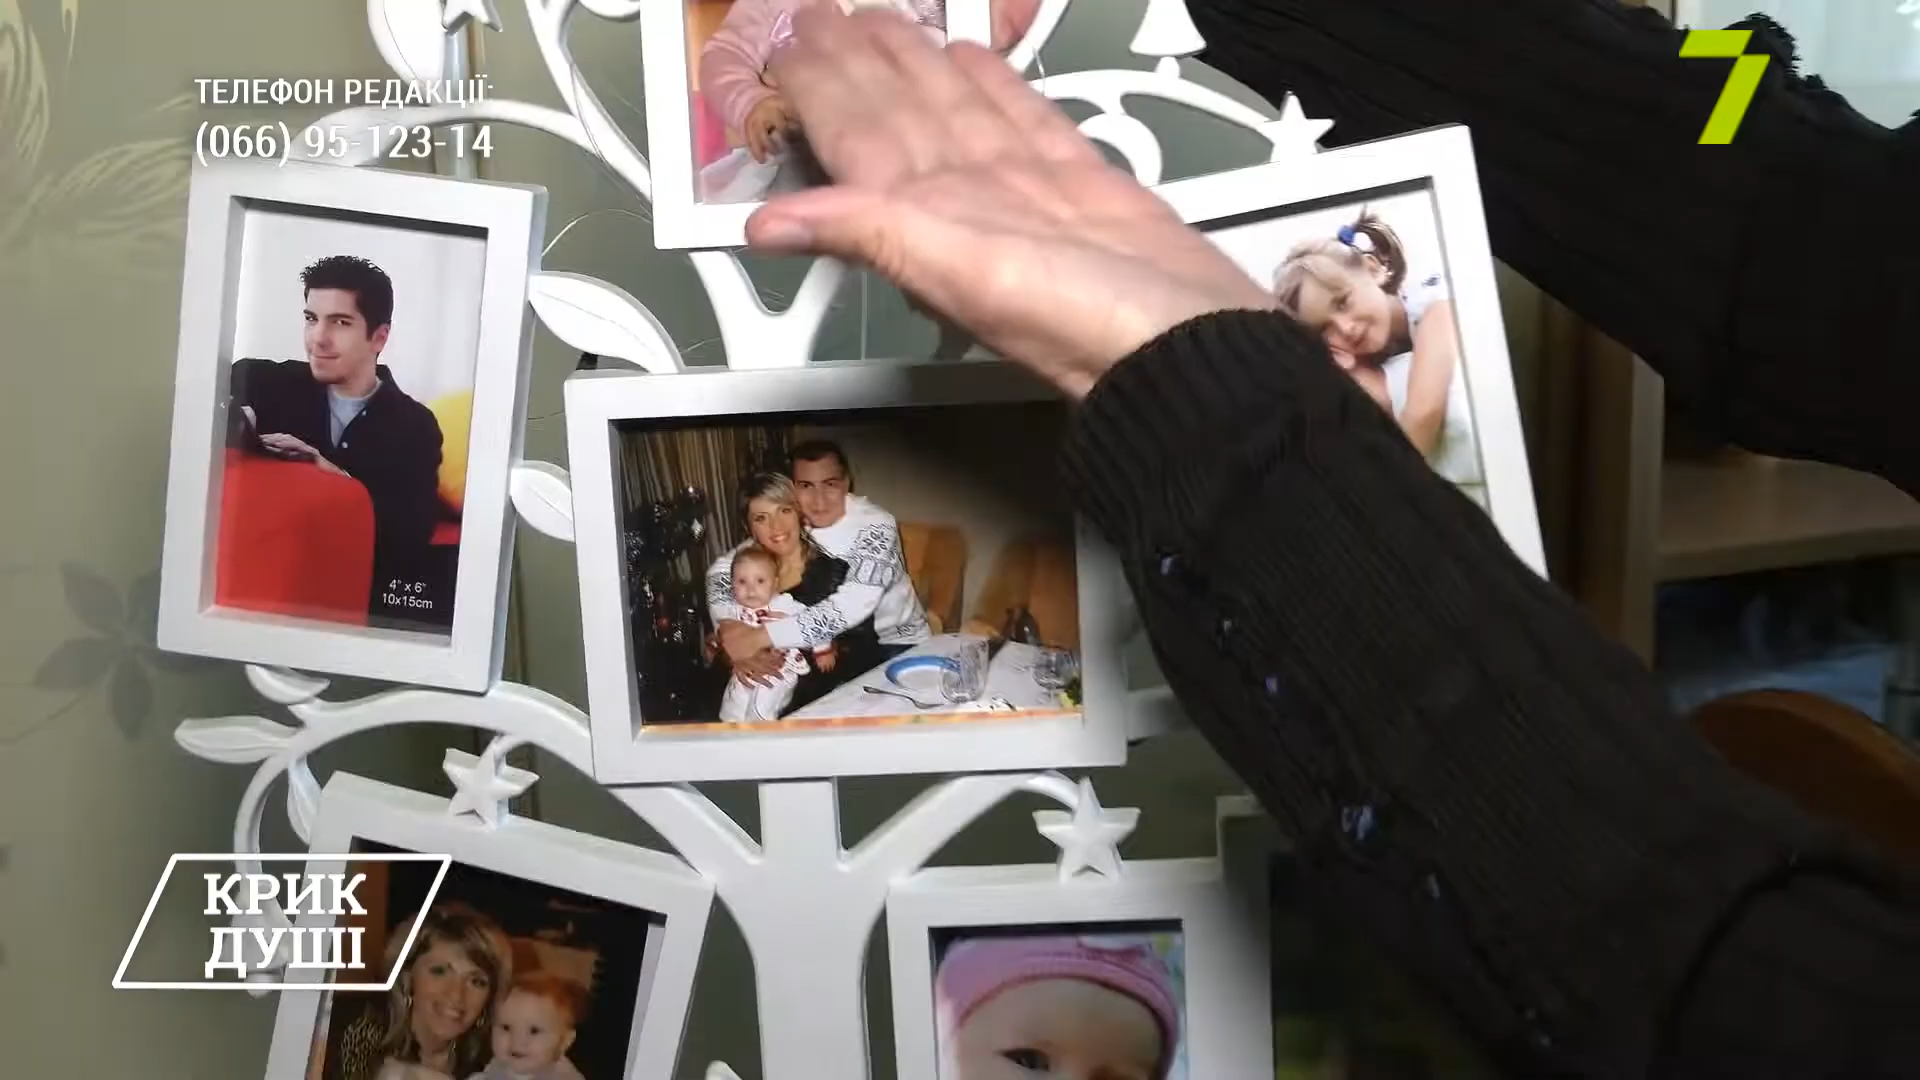 ТЕЛЕФОН РЕДАКЦІЇ:
(066) 95-123-14
7
4" x 6"
10x15cm
КРИК
ДУШІ